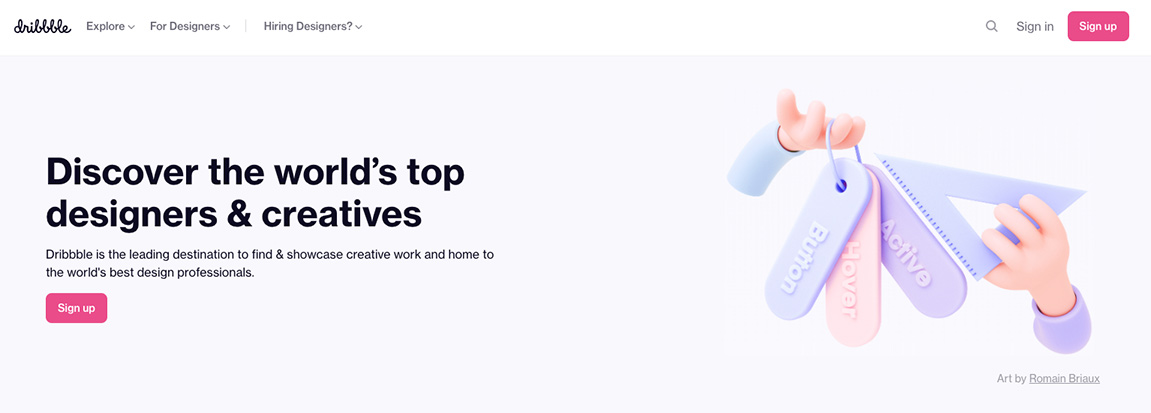 dribbble Explore For Designers Hiring Designers? Sign in Sign up
Discover the world's top
designers & creatives
Dribbble is the leading destination to find & showcase creative work and home to
the world's best design professionals.
Sign up
Button
Hover
Active
Art by Romain Briaux